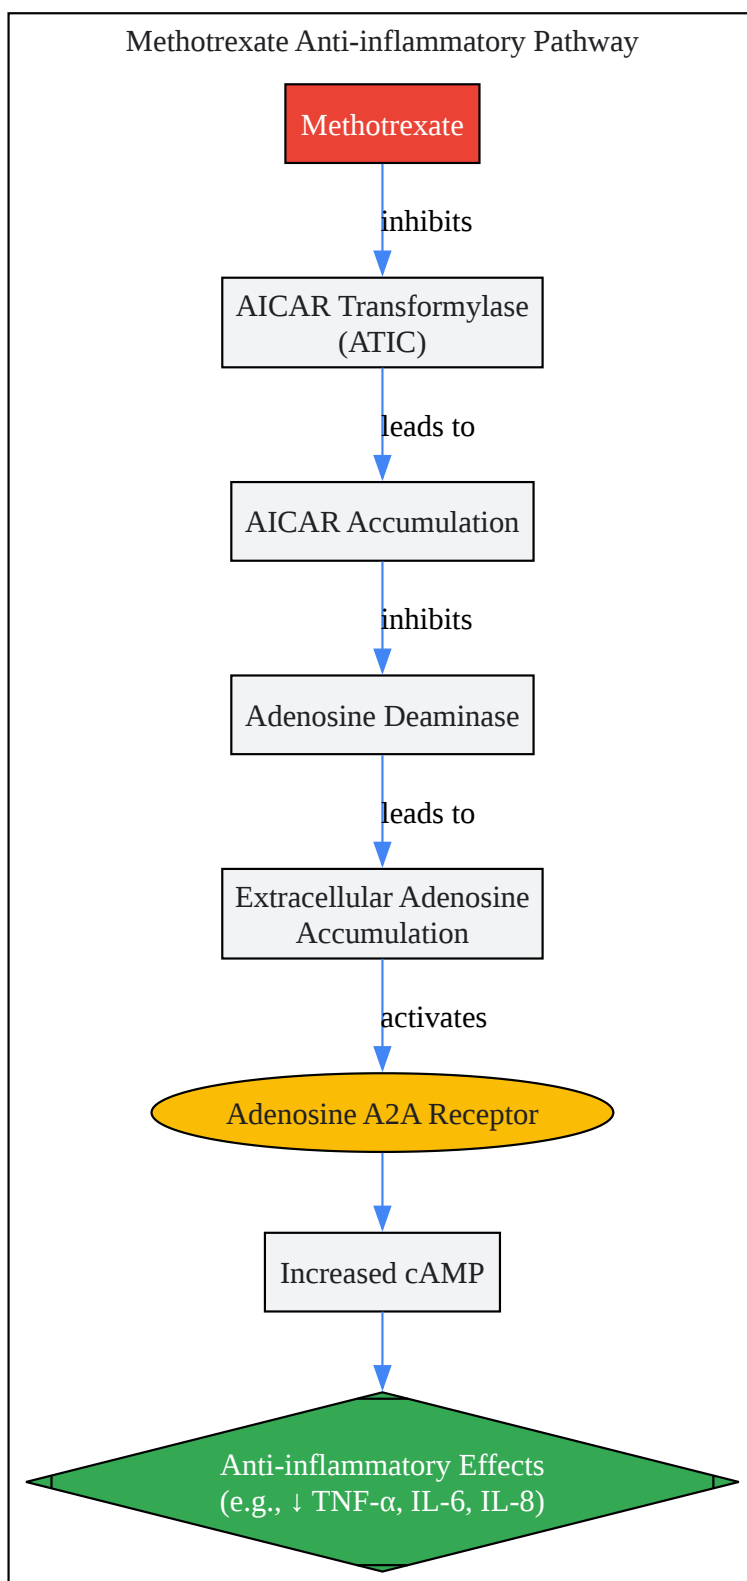 Methotrexate Anti-inflammatory Pathway
Methotrexate
inhibits
AICAR Transformylase
(ATIC)
leads to
AICAR Accumulation
inhibits
Adenosine Deaminase
leads to
Extracellular Adenosine
Accumulation
activates
Adenosine A2A Receptor
Increased cAMP
Anti-inflammatory Effects
(e.g., ↓ TNF-α, IL-6, IL-8)